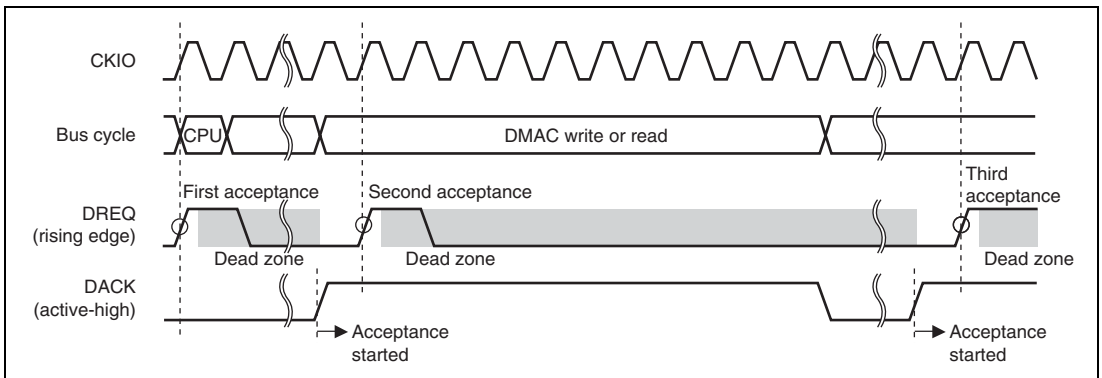 CKIO
Bus cycle
CPU
DMAC write or read
DREQ
(rising edge)
First acceptance
Second acceptance
Third
acceptance
Dead zone
Dead zone
Dead zone
DACK
(active-high)
Acceptance
started
Acceptance
started